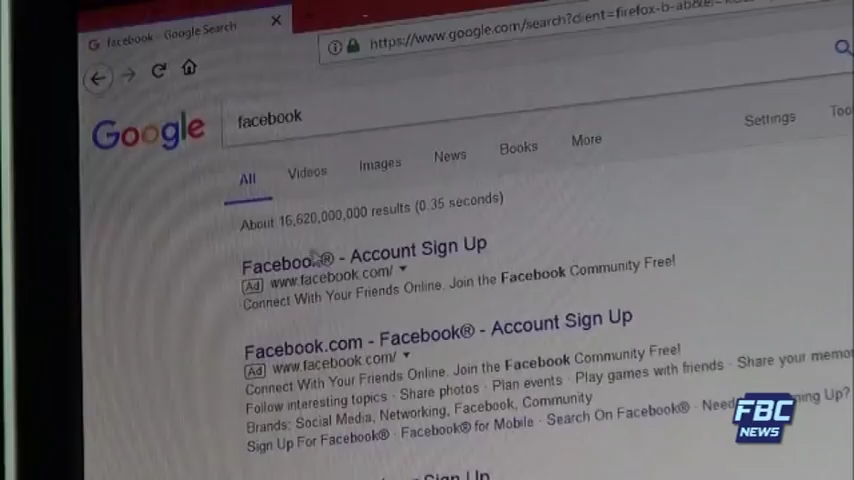 facebook - Google Search
https://www.google.com/search?client=firefox-b-ab&
Google
facebook
All Videos Images News Books More Settings
About 16,620,000,000 results (0.35 seconds)
Facebook® - Account Sign Up
Ad www.facebook.com/
Connect With Your Friends Online. Join the Facebook Community Free!
Facebook.com - Facebook® - Account Sign Up
Ad www.facebook.com/
Connect With Your Friends Online. Join the Facebook Community Free!
Follow interesting topics · Share photos · Plan events · Play games with friends · Share your
Brands: Social Media, Networking, Facebook, Community
Sign Up For Facebook® · Facebook® for Mobile · Search On Facebook® · Need Up?
Sign Up
FBC
NEWS